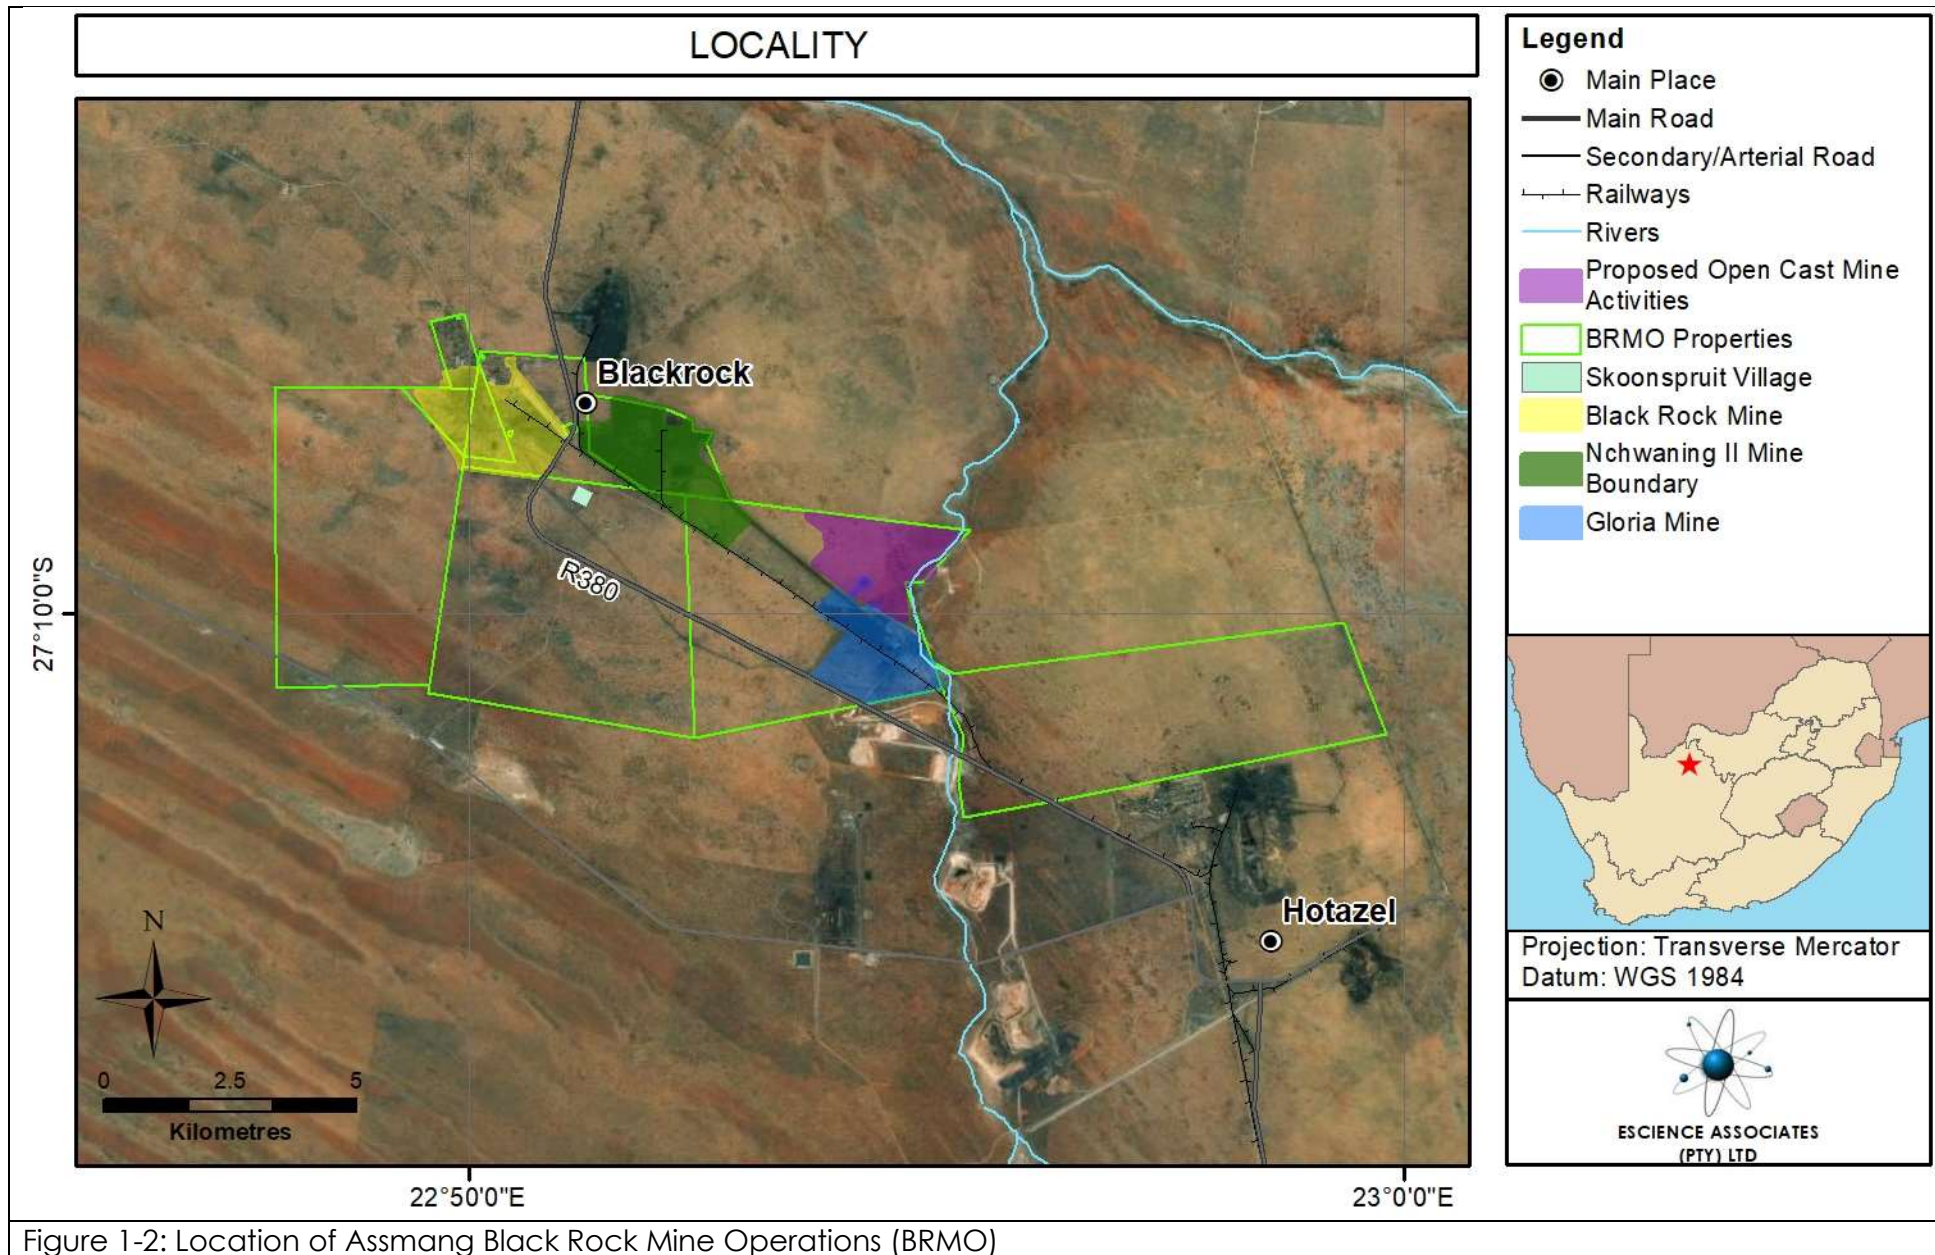 LOCALITY
Blackrock
R380
Hotazel
27°10'0"S
N
0 2.5 5
Kilometres
22°50'0"E 23°0'0"E
Legend
Main Place
Main Road
Secondary/Arterial Road
Railways
Rivers
Proposed Open Cast Mine
Activities
BRMO Properties
Skoonspruit Village
Black Rock Mine
Nchwaning II Mine
Boundary
Gloria Mine
Projection: Transverse Mercator
Datum: WGS 1984
ESCIENCE ASSOCIATES
(PTY) LTD
Figure 1-2: Location of Assmang Black Rock Mine Operations (BRMO)